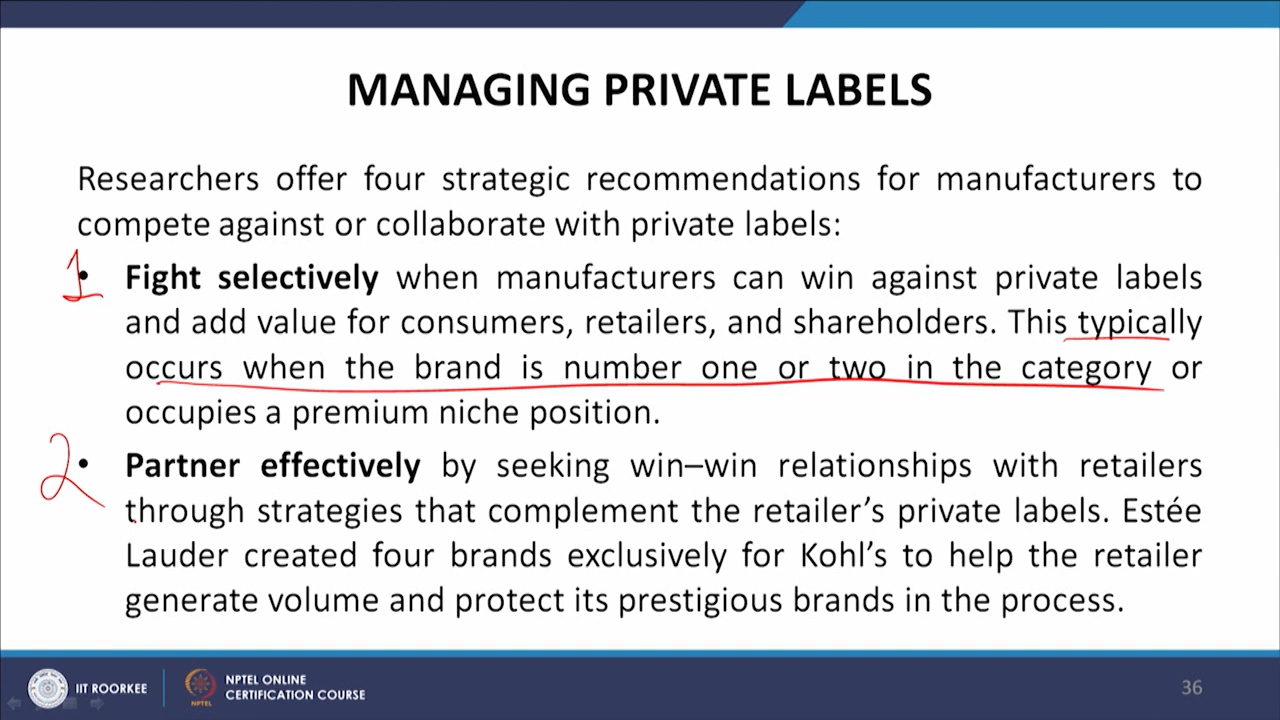 MANAGING PRIVATE LABELS
Researchers offer four strategic recommendations for manufacturers to
compete against or collaborate with private labels:
1 • Fight selectively when manufacturers can win against private labels
and add value for consumers, retailers, and shareholders. This typically
occurs when the brand is number one or two in the category or
occupies a premium niche position.
2 • Partner effectively by seeking win–win relationships with retailers
through strategies that complement the retailer’s private labels. Estée
Lauder created four brands exclusively for Kohl’s to help the retailer
generate volume and protect its prestigious brands in the process.
IIT ROORKEE
NPTEL
NPTEL ONLINE
CERTIFICATION COURSE
36